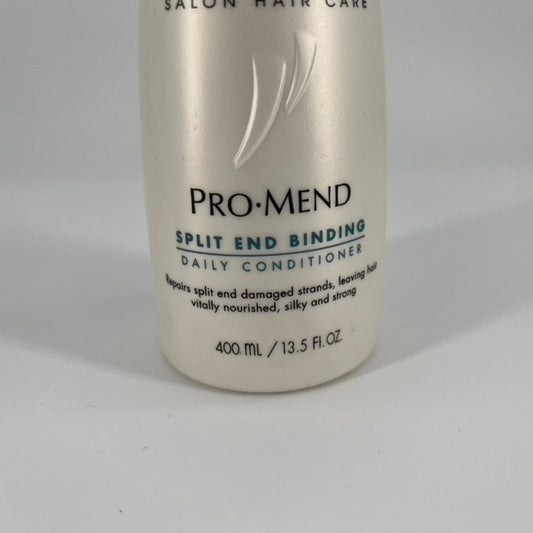 SALON HAIR CARE
PRO•MEND
SPLIT END BINDING
DAILY CONDITIONER
Repairs split end damaged strands, leaving hair
vitally nourished, silky and strong
400 mL / 13.5 Fl. OZ.